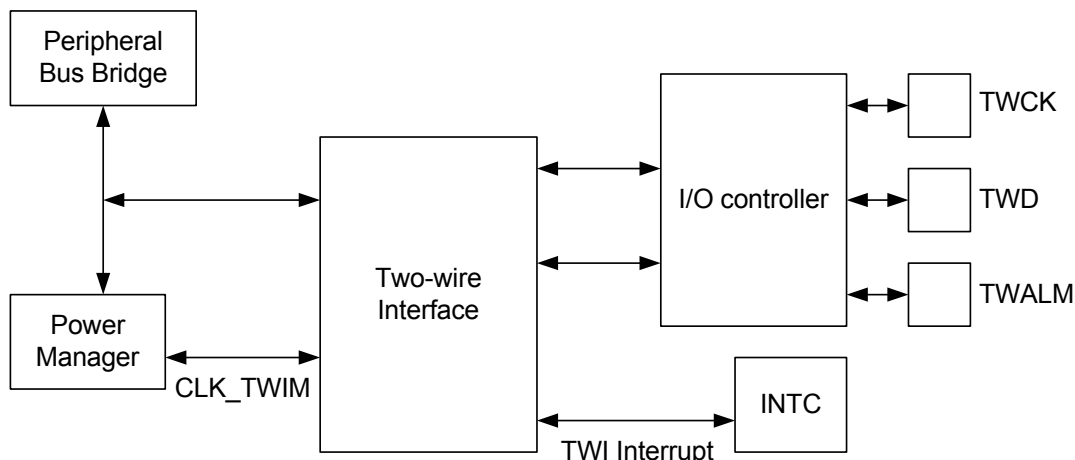 Peripheral
Bus Bridge
TWCK
I/O controller
TWD
Two-wire
Interface
TWALM
Power
Manager
CLK_TWIM
INTC
TWI Interrupt